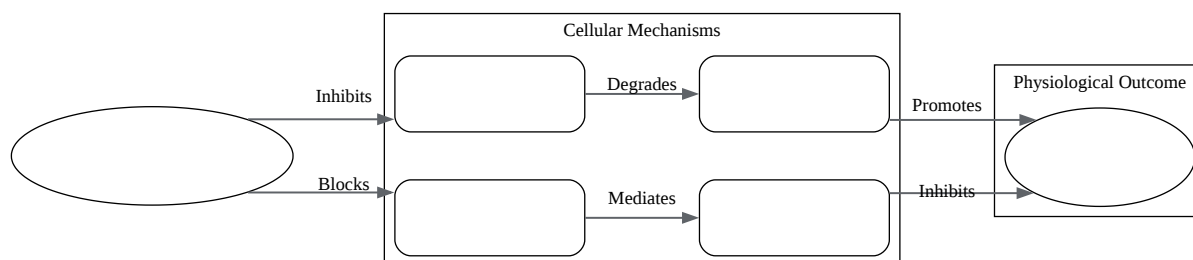 Cellular Mechanisms
Physiological Outcome
Inhibits
Degrades
Promotes
Blocks
Mediates
Inhibits